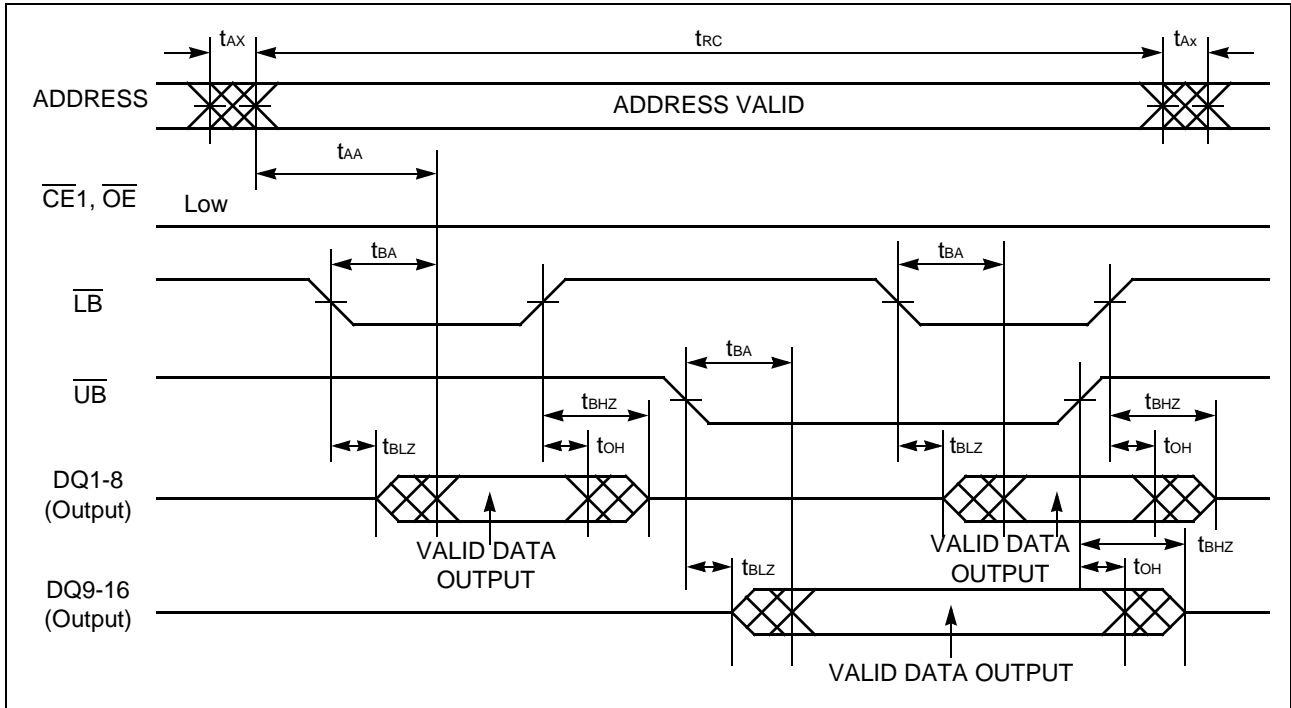 tAX tRC tAx
ADDRESS ADDRESS VALID
tAA
CE1, OE Low
tBA tBA
LB
tBA
UB
tBHZ tBHZ
tBLZ tOH tBLZ tOH
DQ1-8
(Output)
VALID DATA
OUTPUT
VALID DATA
OUTPUT
tBHZ
tBLZ tOH
DQ9-16
(Output)
VALID DATA OUTPUT